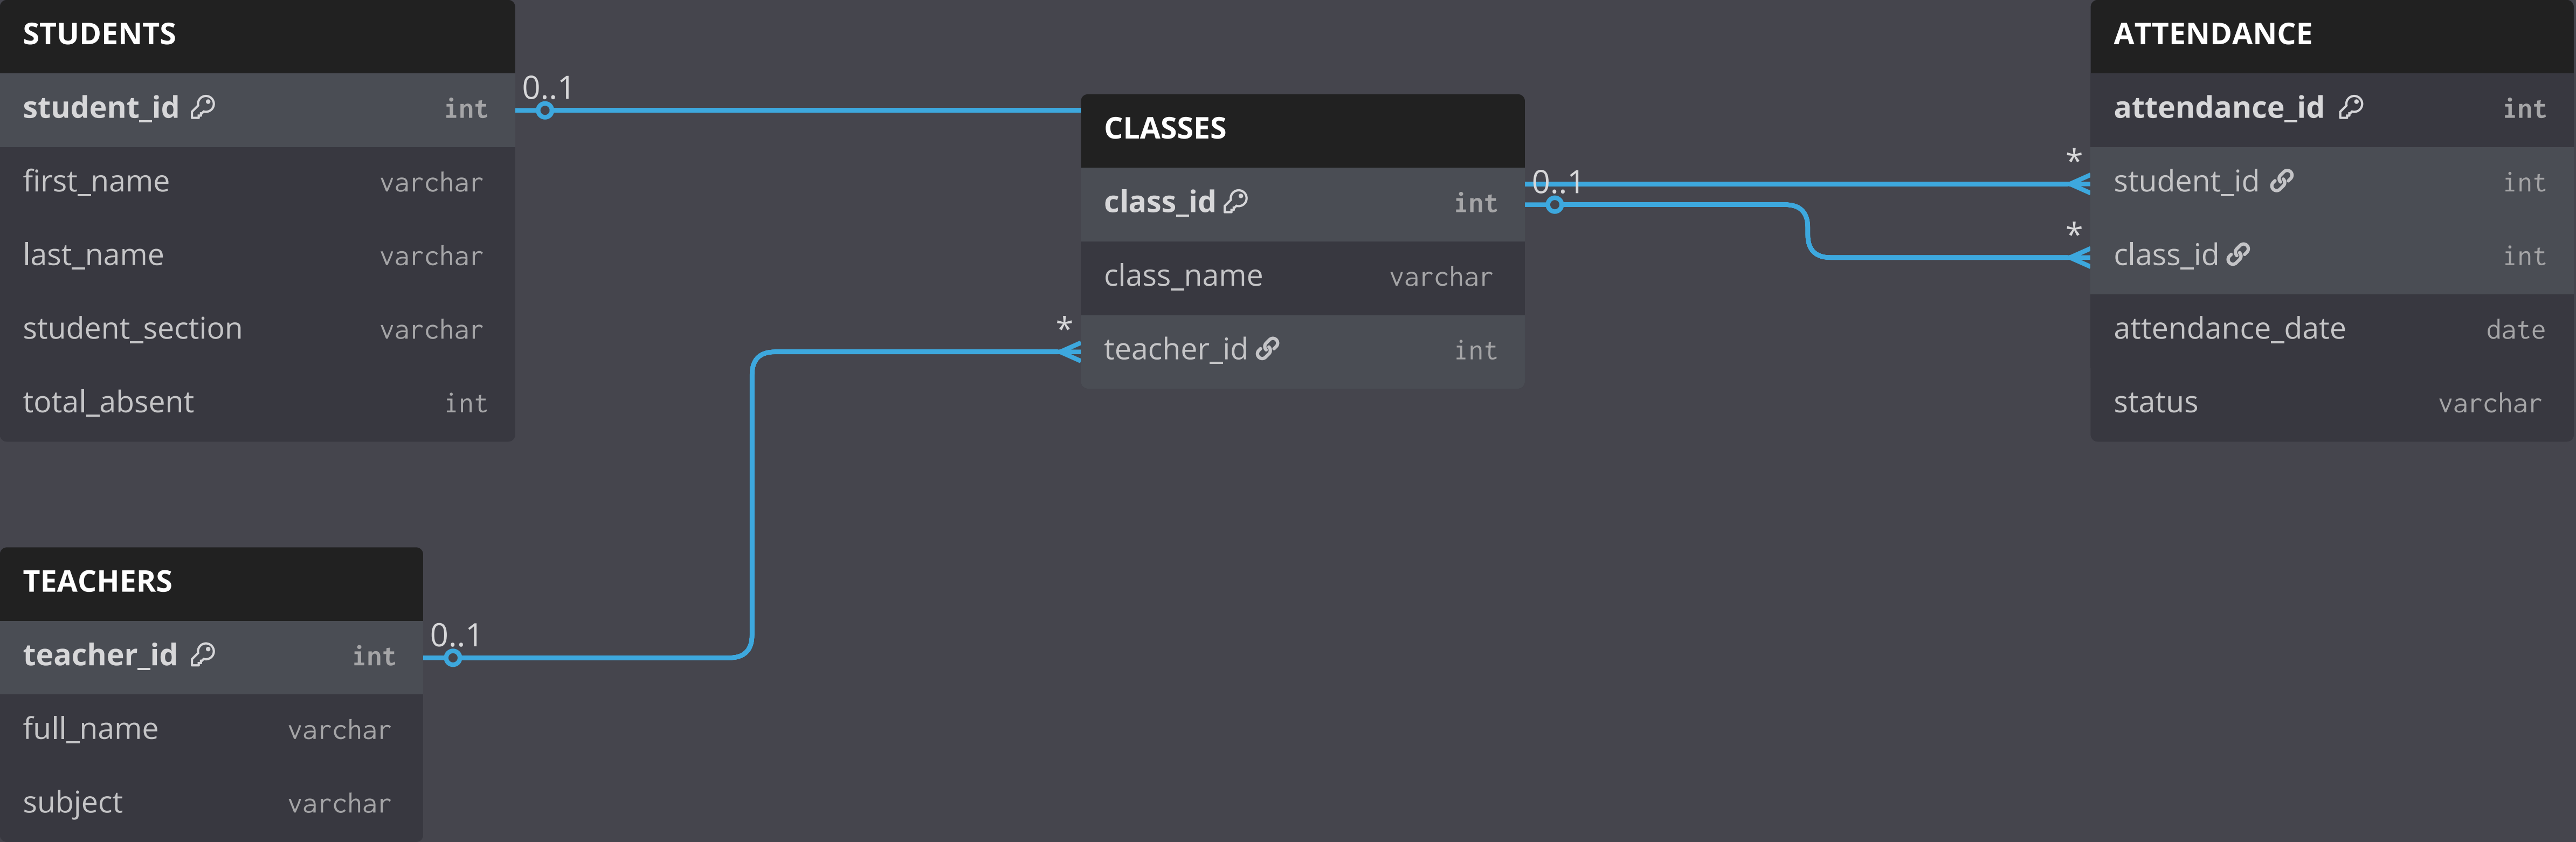 STUDENTS
student_id int
first_name varchar
last_name varchar
student_section varchar
total_absent int
0..1
CLASSES
class_id int
class_name varchar
teacher_id int
0..1
*
ATTENDANCE
attendance_id int
student_id int
class_id int
attendance_date date
status varchar
*
*
TEACHERS
teacher_id int
full_name varchar
subject varchar
0..1